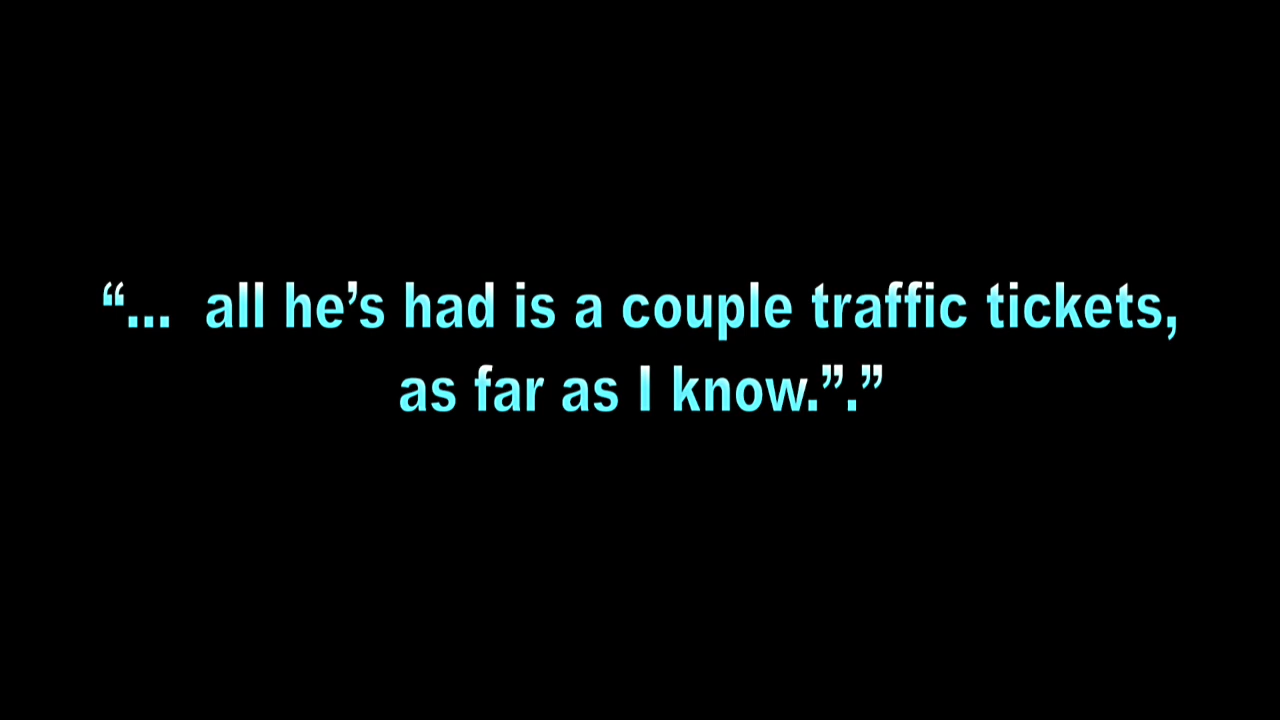 “... all he’s had is a couple traffic tickets,
as far as I know.”.”